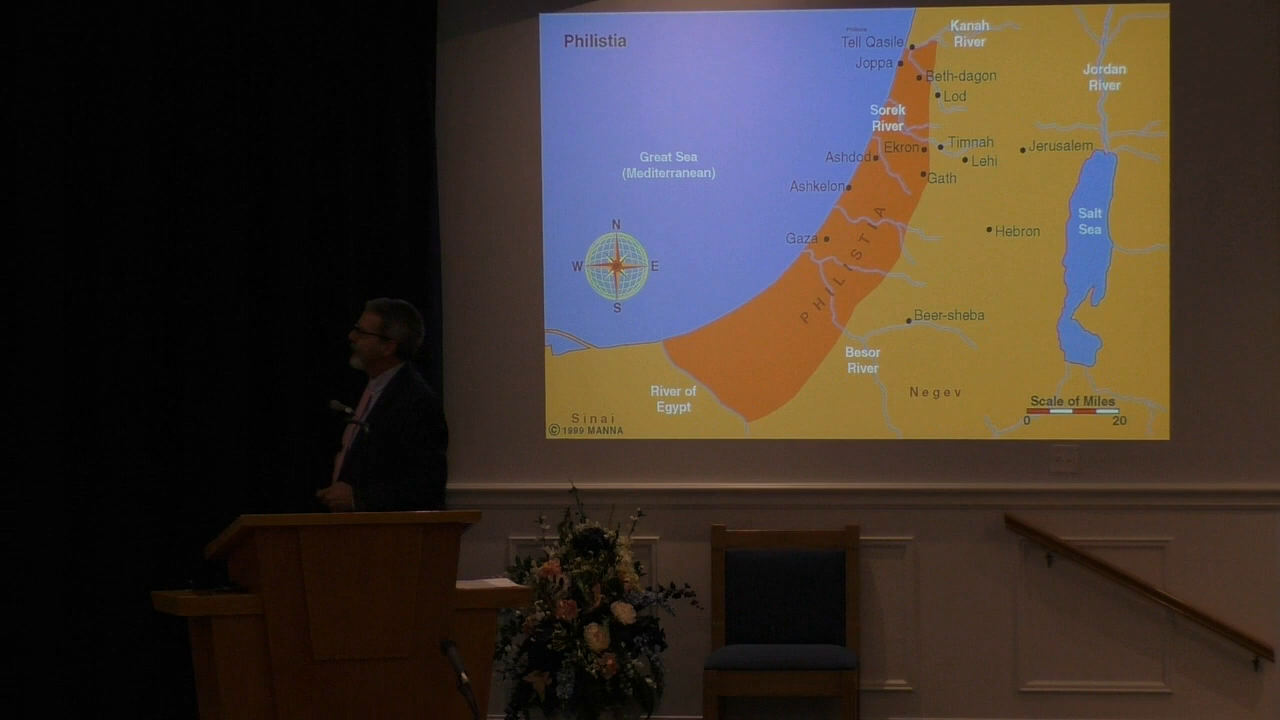 Philistia
Kanah
River
Tell Qasile
Joppa
Beth-dagon
Lod
Jordan
River
Sorek
River
Timnah
Ekron
Jerusalem
Ashdod
Lehi
Gath
Great Sea
(Mediterranean)
Ashkelon
Salt
Sea
N
W
E
S
Gaza
Hebron
PHILISTIA
Beer-sheba
Besor
River
River of
Egypt
Negev
Scale of Miles
0 20
Sinai
© 1999 MANNA